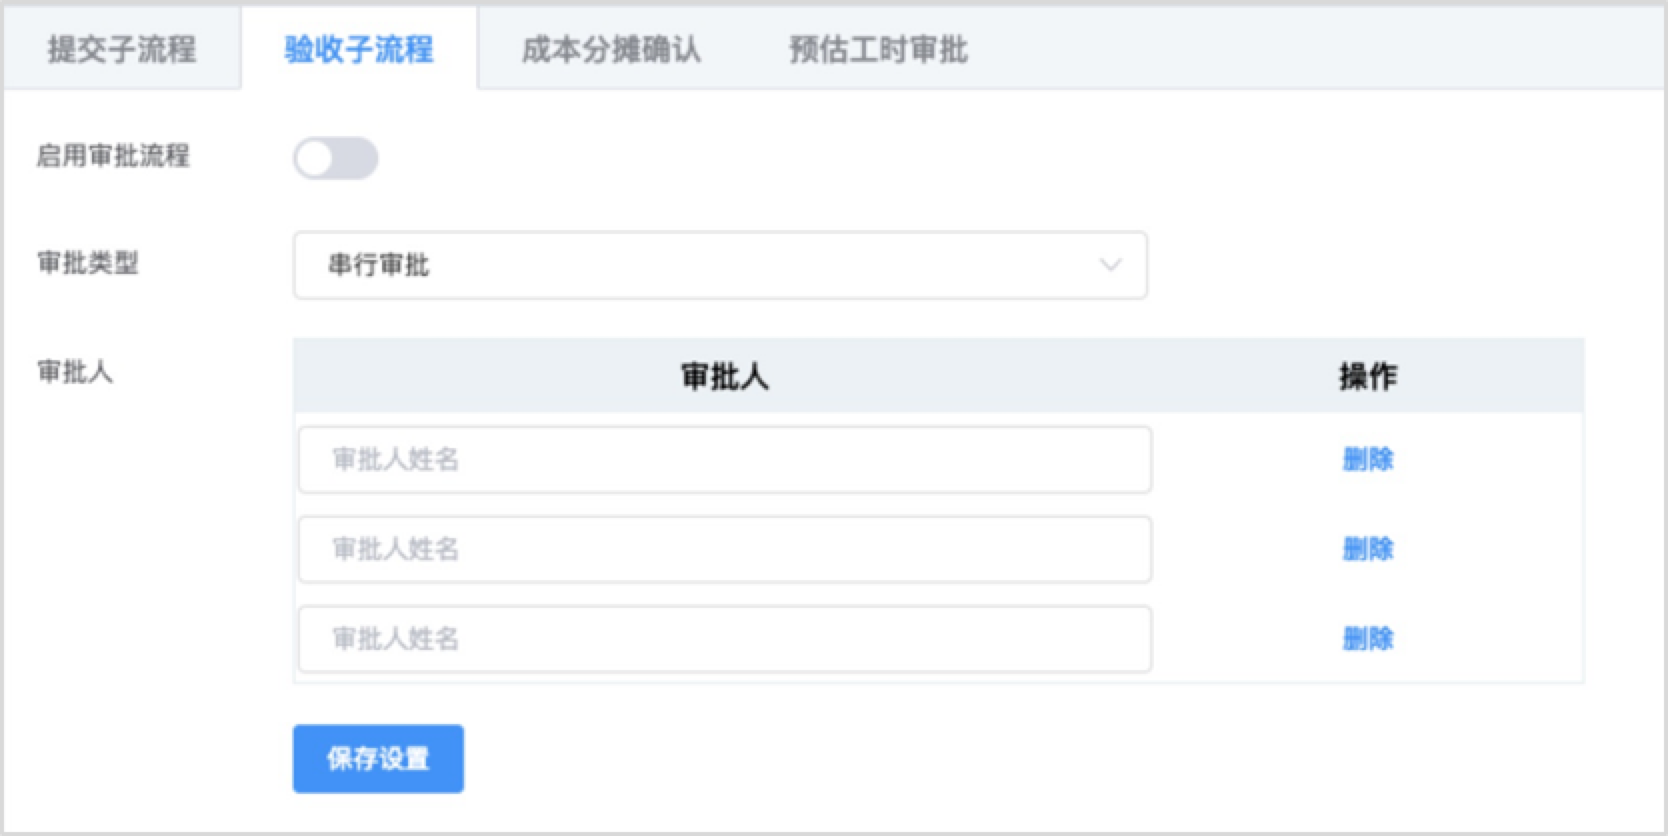 提交子流程 验收子流程 成本分摊确认 预估工时审批
启用审批流程
审批类型 串行审批
审批人 审批人 操作
审批人姓名 删除
审批人姓名 删除
审批人姓名 删除
保存设置